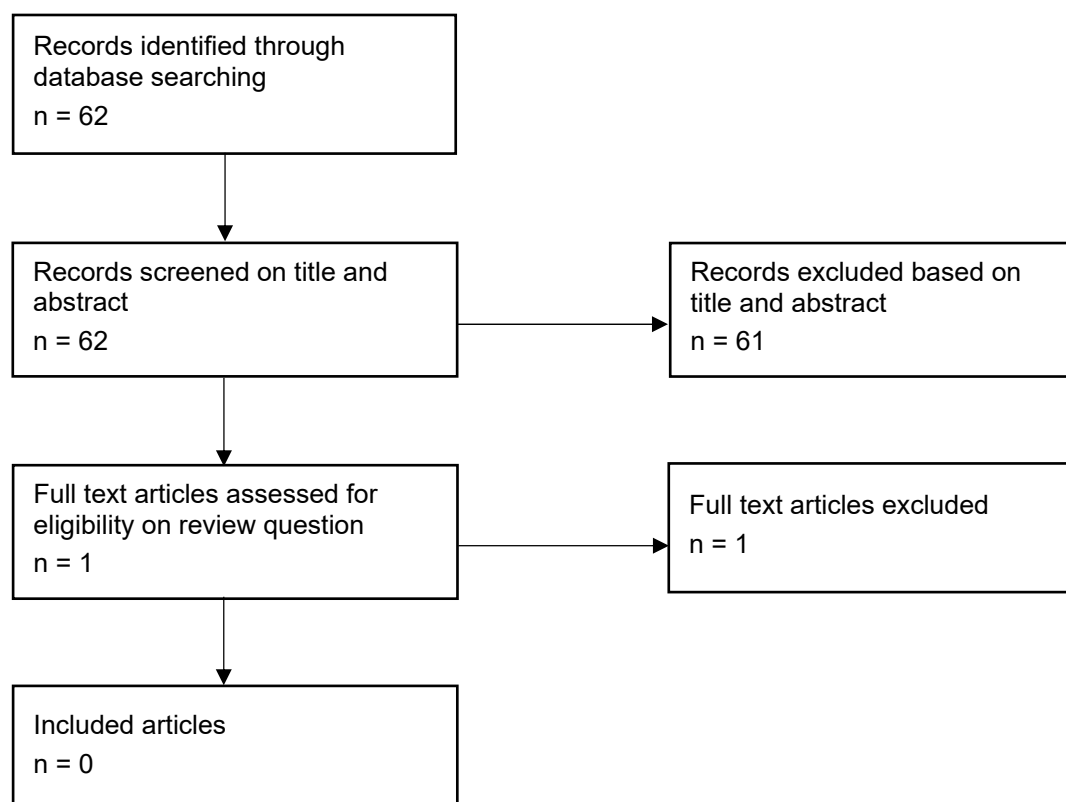 Records identified through
database searching
n = 62
Records screened on title and
abstract
n = 62
Records excluded based on
title and abstract
n = 61
Full text articles assessed for
eligibility on review question
n = 1
Full text articles excluded
n = 1
Included articles
n = 0